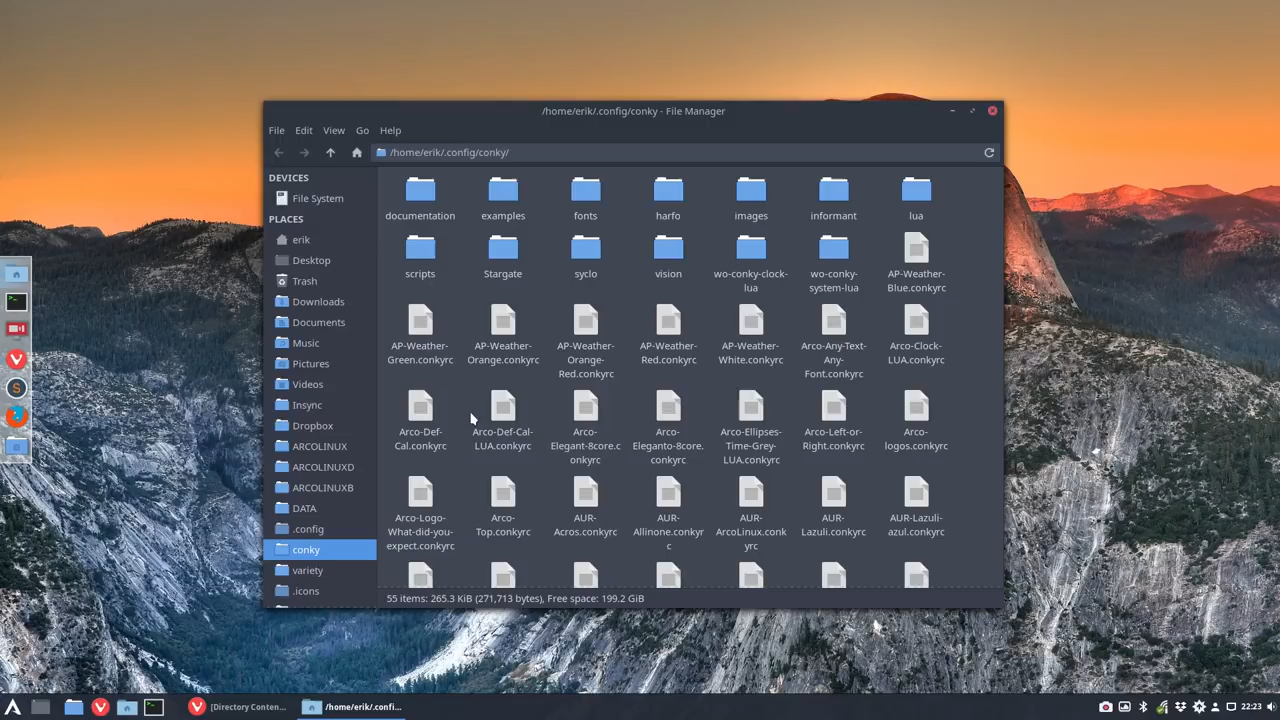 /home/erik/.config/conky - File Manager
File Edit View Go Help
/home/erik/.config/conky/
DEVICES
File System
PLACES
erik
Desktop
Trash
Downloads
Documents
Music
Pictures
Videos
Insync
Dropbox
ARCOLINUX
ARCOLINUXD
ARCOLINUXB
DATA
.config
conky
variety
.icons
documentation examples fonts harfo images informant lua
scripts Stargate syclo vision wo-conky-clock- wo-conky- AP-Weather-
lua system-lua Blue.conkyrc
AP-Weather- AP-Weather- AP-Weather- AP-Weather- AP-Weather- Arco-Any-Text- Arco-Clock-
Green.conkyrc Orange.conkyrc Orange- Red.conkyrc White.conkyrc Any- LUA.conkyrc
Red.conkyrc Font.conkyrc
Arco-Def- Arco-Def-Cal- Arco- Arco- Arco-Ellipses- Arco-Left-or- Arco-
Cal.conkyrc LUA.conkyrc Elegant-8core.c Eleganto-8core. Time-Grey- Right.conkyrc logos.conkyrc
onkyrc conkyrc LUA.conkyrc
Arco-Logo- Arco- AUR- AUR- AUR- AUR- AUR-Lazuli-
What-did-you- Top.conkyrc Acros.conkyrc Allinone.conkyr ArcoLinux.conk Lazuli.conkyrc azul.conkyrc
expect.conkyrc c yrc
55 items: 265.3 KiB (271,713 bytes), Free space: 199.2 GiB
[Directory Conten... /home/erik/.confi... 22:23